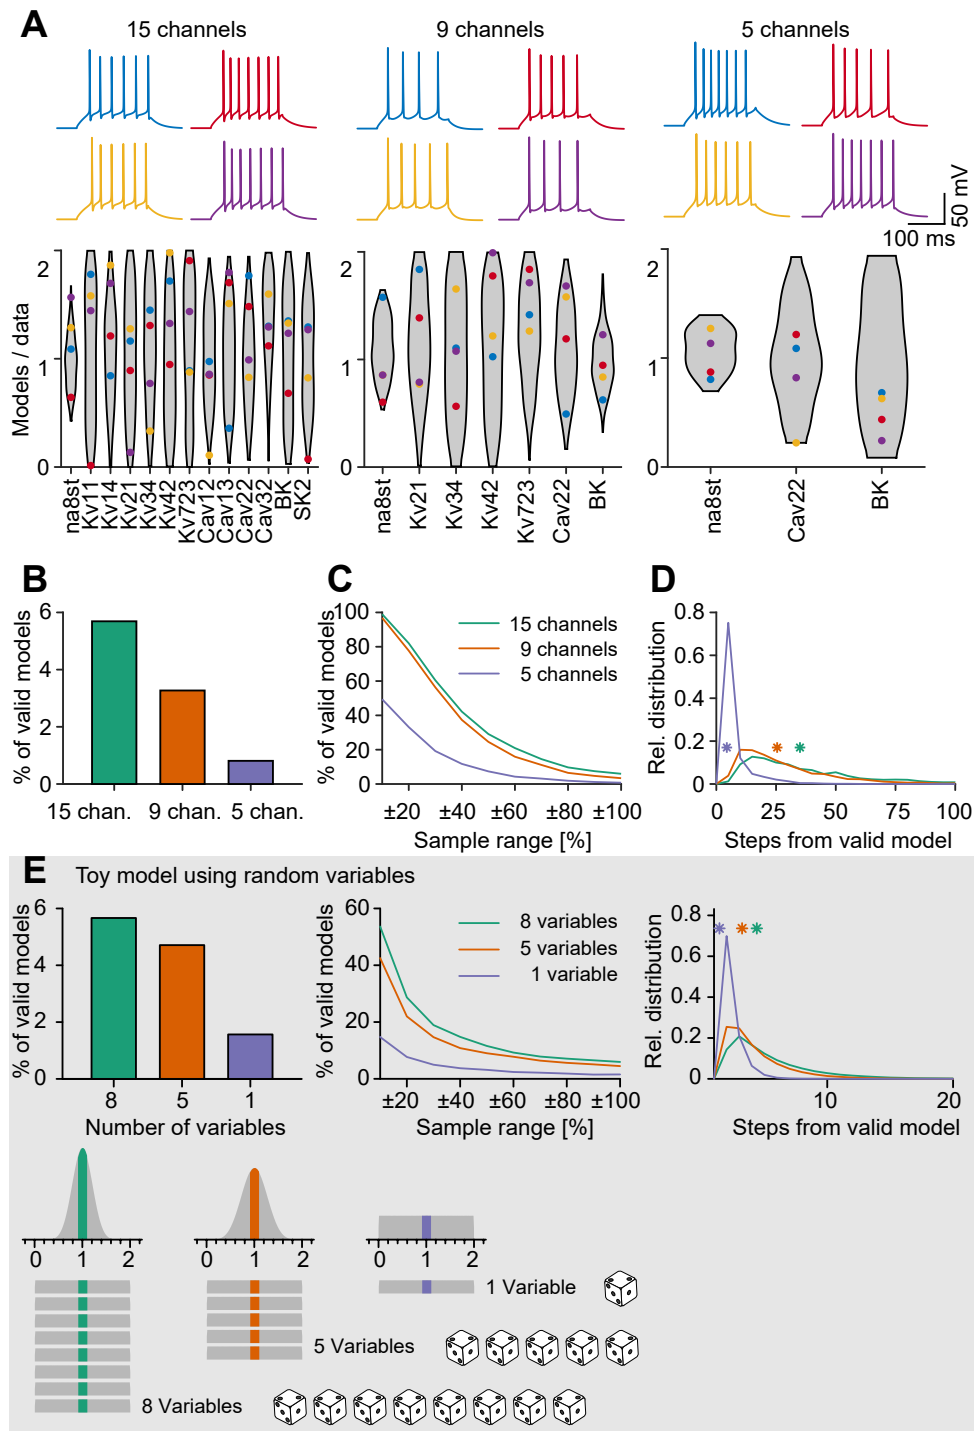 A
15 channels
9 channels
5 channels
50 mV
100 ms
Models / data
2
1
0
na8st
Kv11
Kv14
Kv21
Kv34
Kv42
Kv723
Cav12
Cav13
Cav22
Cav32
BK
SK2
2
1
0
na8st
Kv21
Kv34
Kv42
Kv723
Cav22
BK
2
1
0
na8st
Cav22
BK
B
% of valid models
6
4
2
0
15 chan.
9 chan.
5 chan.
C
% of valid models
100
80
60
40
20
0
15 channels
9 channels
5 channels
±20
±40
±60
±80
±100
Sample range [%]
D
Rel. distribution
0.8
0.6
0.4
0.2
0
0
25
50
75
100
Steps from valid model
E
Toy model using random variables
% of valid models
6
4
2
0
8
5
1
Number of variables
% of valid models
60
40
20
0
8 variables
5 variables
1 variable
±20
±40
±60
±80
±100
Sample range [%]
Rel. distribution
0.8
0.6
0.4
0.2
0
10
20
Steps from valid model
0 1 2
0 1 2
0 1 2
1 Variable
5 Variables
8 Variables